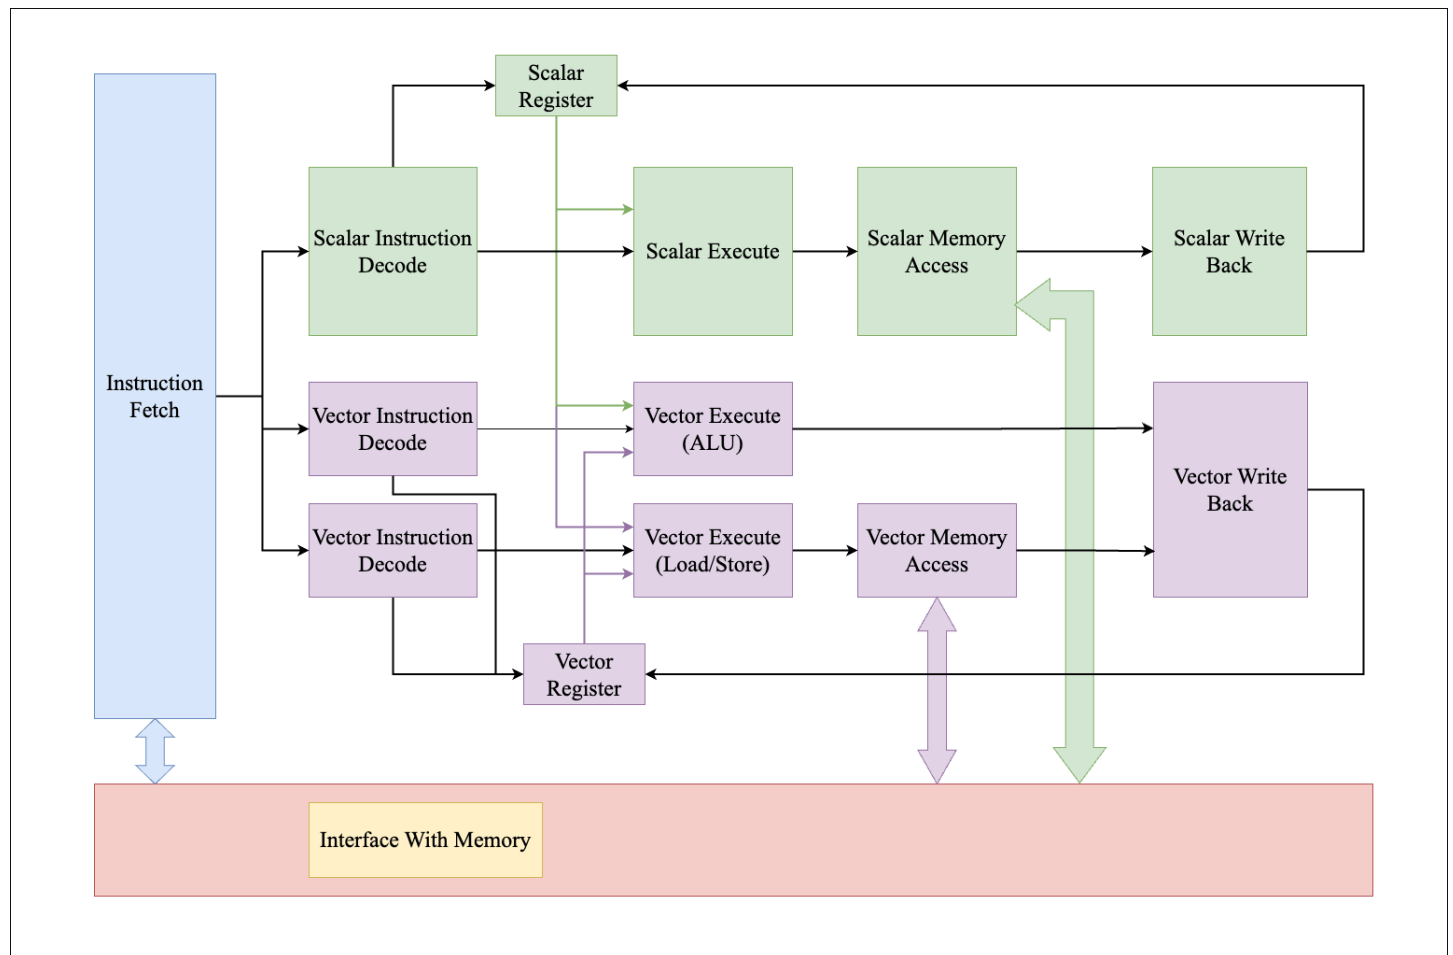 Scalar
Register
Scalar Instruction
Decode
Scalar Execute
Scalar Memory
Access
Scalar Write
Back
Instruction
Fetch
Vector Instruction
Decode
Vector Execute
(ALU)
Vector Write
Back
Vector Instruction
Decode
Vector Execute
(Load/Store)
Vector Memory
Access
Vector
Register
Interface With Memory